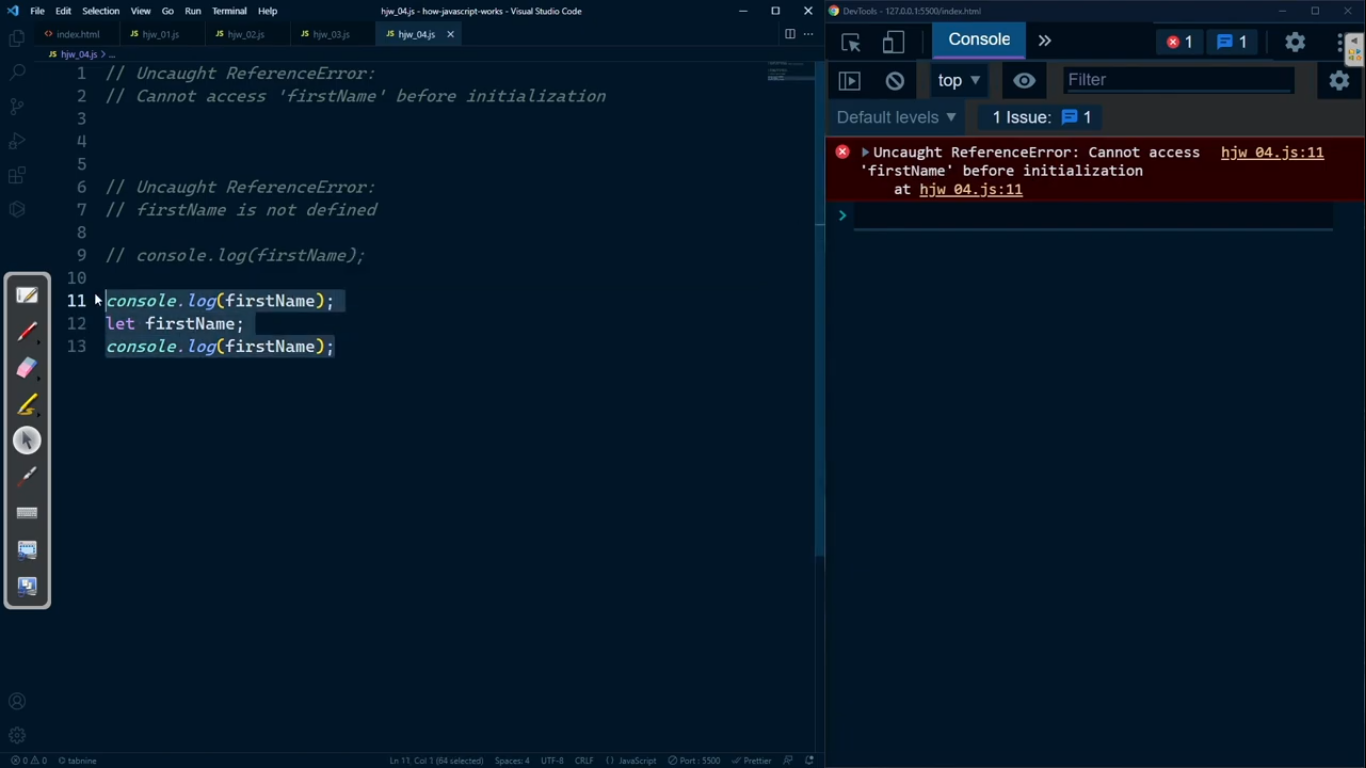 File Edit Selection View Go Run Terminal Help
hjw_04.js - how-javascript-works - Visual Studio Code
index.html
JS hjw_01.js
JS hjw_02.js
JS hjw_03.js
JS hjw_04.js
JS hjw_04.js > ...
1 // Uncaught ReferenceError:
2 // Cannot access 'firstName' before initialization
3
4
5
6 // Uncaught ReferenceError:
7 // firstName is not defined
8
9 // console.log(firstName);
10
11 console.log(firstName);
12 let firstName;
13 console.log(firstName);
0 0 tabnine
Ln 11, Col 1 (64 selected) Spaces: 4 UTF-8 CRLF JavaScript Port : 5500 Prettier
DevTools - 127.0.0.1:5500/index.html
Console
1 1
top
Filter
Default levels
1 Issue: 1
Uncaught ReferenceError: Cannot access hjw_04.js:11
'firstName' before initialization
at hjw_04.js:11